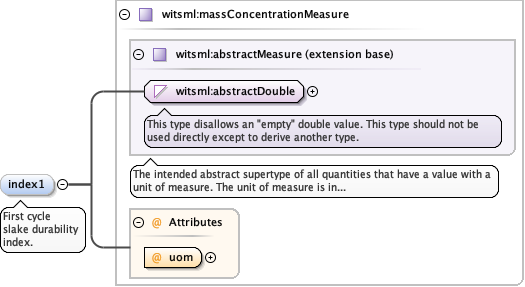 witsml:massConcentrationMeasure
witsml:abstractMeasure (extension base)
witsml:abstractDouble
This type disallows an "empty" double value. This type should not be
used directly except to derive another type.
The intended abstract supertype of all quantities that have a value with a
unit of measure. The unit of measure is in...
index1
First cycle
slake durability
index.
@ Attributes
@ uom